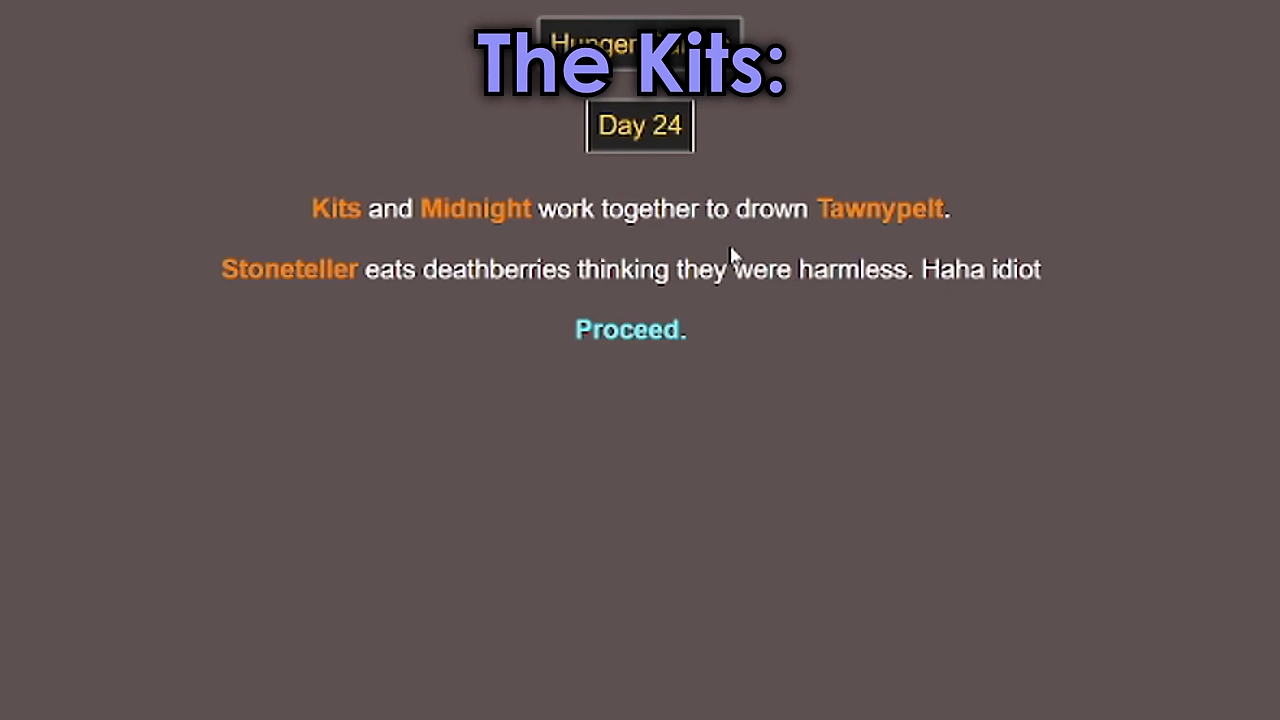 The Kits:
Hunger
Day 24
Kits and Midnight work together to drown Tawnypelt.
Stoneteller eats deathberries thinking they were harmless. Haha idiot
Proceed.